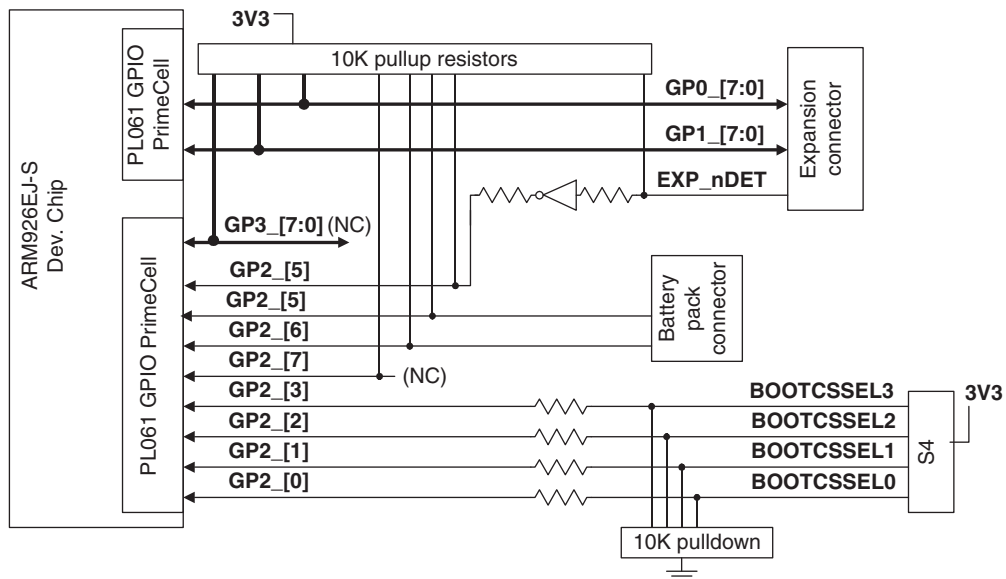 3V3
10K pullup resistors
ARM926EJ-S
Dev. Chip
PL061 GPIO
PrimeCell
GP0_[7:0]
GP1_[7:0]
EXP_nDET
Expansion
connector
GP3_[7:0] (NC)
PL061 GPIO PrimeCell
GP2_[5]
GP2_[5]
GP2_[6]
GP2_[7]
(NC)
Battery
pack
connector
GP2_[3]
BOOTCSSEL3
3V3
GP2_[2]
BOOTCSSEL2
GP2_[1]
BOOTCSSEL1
GP2_[0]
BOOTCSSEL0
S4
10K pulldown